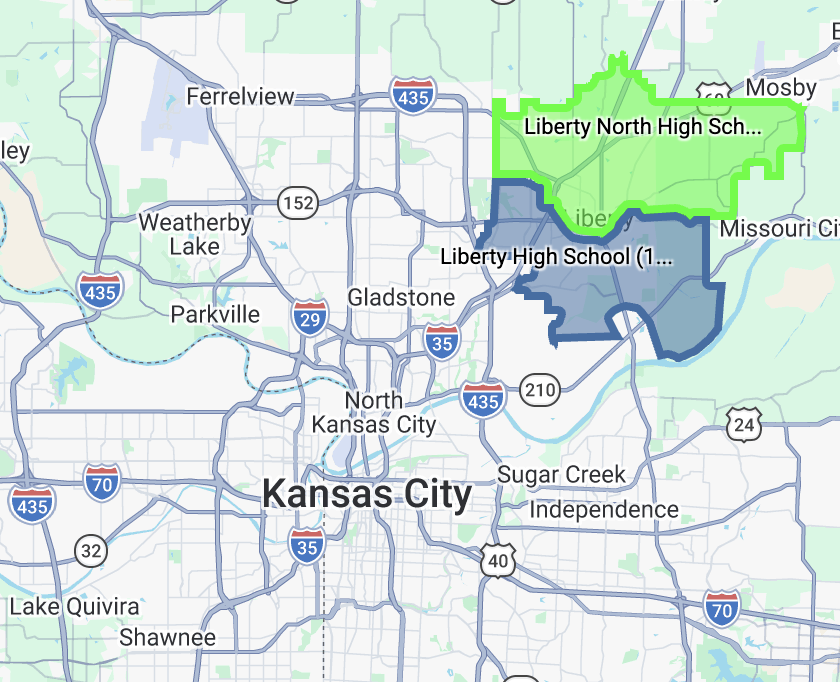 435
69
Mosby
Ferrelview
Liberty North High Sch...
ley
152
Weatherby
Lake
Liberty
Missouri Cit
Liberty High School (1...
435
Gladstone
Parkville
29
35
North
Kansas City
435
210
24
70
435
Kansas City
Sugar Creek
Independence
35
32
40
Lake Quivira
70
Shawnee